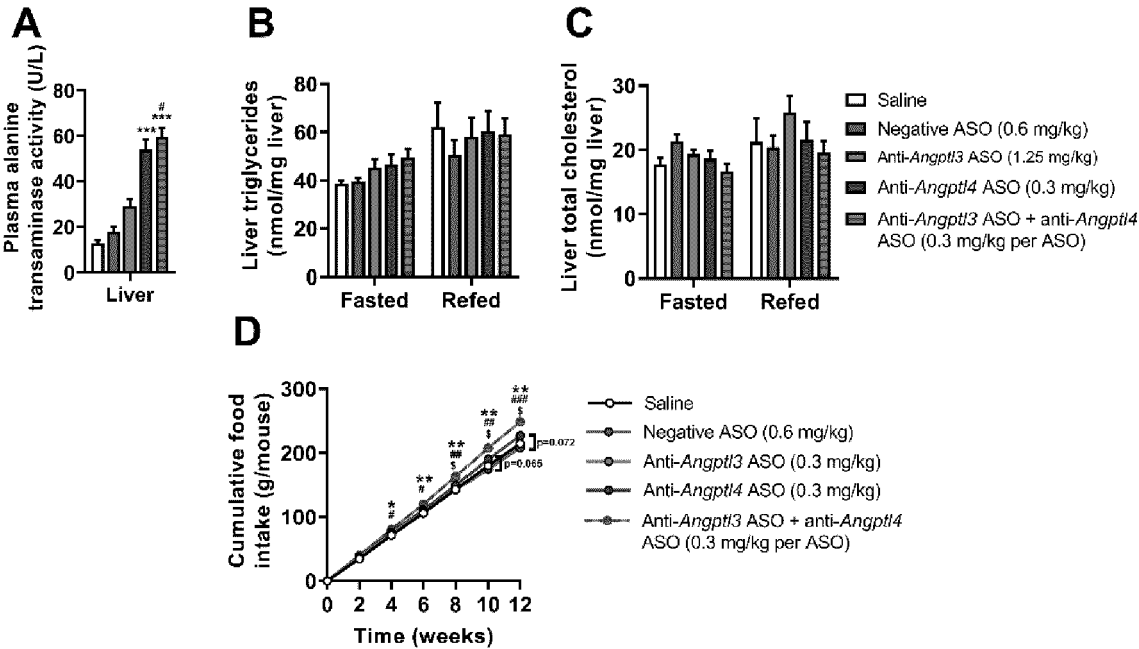 A
Plasma alanine
transaminase activity (U/L)
80
60
40
20
0
***
#
***
Liver
B
Liver triglycerides
(nmol/mg liver)
80
60
40
20
0
Fasted
Refed
C
Liver total cholesterol
(nmol/mg liver)
30
20
10
0
Fasted
Refed
Saline
Negative ASO (0.6 mg/kg)
Anti-Angptl3 ASO (1.25 mg/kg)
Anti-Angptl4 ASO (0.3 mg/kg)
Anti-Angptl3 ASO + anti-Angptl4
ASO (0.3 mg/kg per ASO)
D
Cumulative food
intake (g/mouse)
300
200
100
0
*
#
**
#
**
##
$
**
##
$
**
###
$
p=0.072
p=0.065
0 2 4 6 8 10 12
Time (weeks)
Saline
Negative ASO (0.6 mg/kg)
Anti-Angptl3 ASO (0.3 mg/kg)
Anti-Angptl4 ASO (0.3 mg/kg)
Anti-Angptl3 ASO + anti-Angptl4
ASO (0.3 mg/kg per ASO)